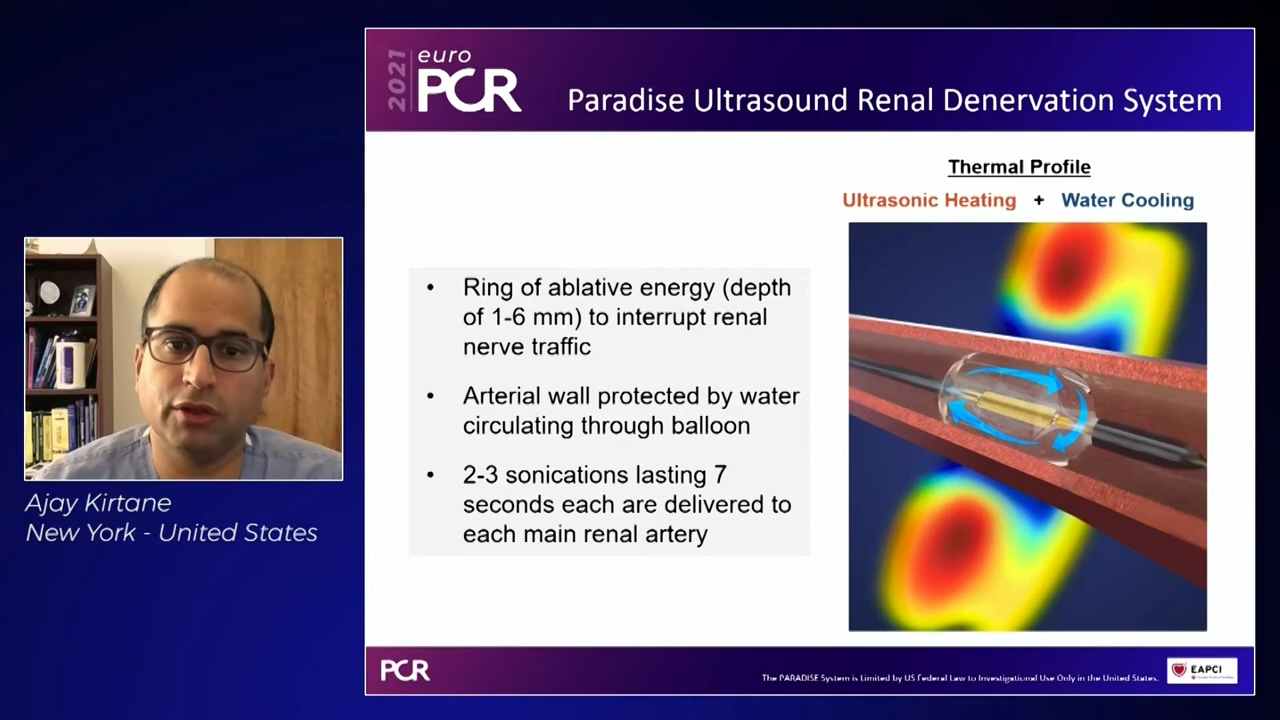 2021
euro
PCR
Paradise Ultrasound Renal Denervation System
Thermal Profile
Ultrasonic Heating + Water Cooling
• Ring of ablative energy (depth
of 1-6 mm) to interrupt renal
nerve traffic
• Arterial wall protected by water
circulating through balloon
• 2-3 sonications lasting 7
seconds each are delivered to
each main renal artery
Ajay Kirtane
New York - United States
PCR
The PARADISE System is Limited by US Federal Law to Investigational Use Only in the United States.
EAPCI